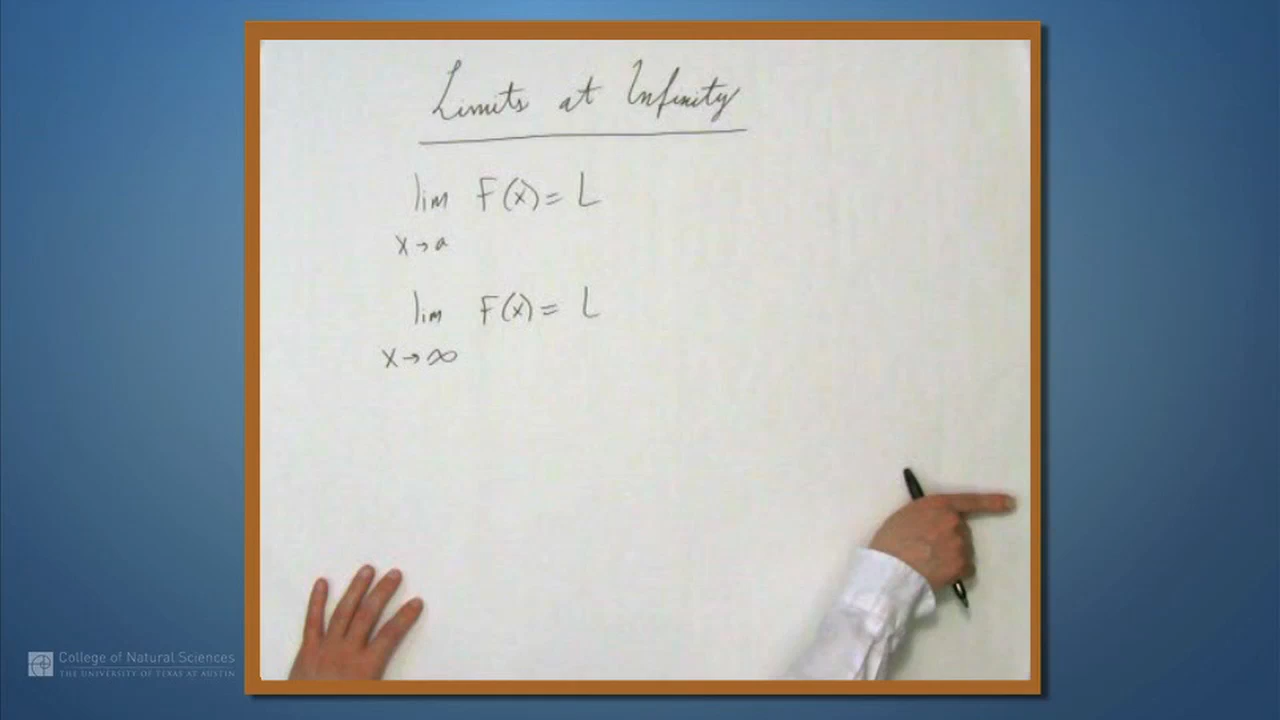 Limits at Infinity
lim F(x) = L
x→a
lim F(x) = L
x→∞
College of Natural Sciences
THE UNIVERSITY OF TEXAS AT AUSTIN